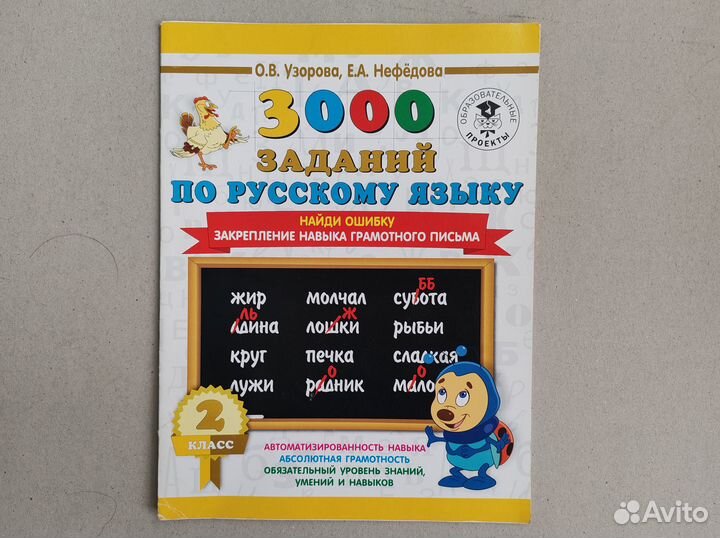 О.В. Узорова, Е.А. Нефёдова
3000
ЗАДАНИЙ
ПО РУССКОМУ ЯЗЫКУ
ОБРАЗОВАТЕЛЬНЫЕ
ПРОЕКТЫ
НАЙДИ ОШИБКУ
ЗАКРЕПЛЕНИЕ НАВЫКА ГРАМОТНОГО ПИСЬМА
ББ
жир молчал субота
ЛЬ Ж
лдина лошки рыбьи
круг печка сладкая
О О
лужи радник
2
КЛАСС
АВТОМАТИЗИРОВАННОСТЬ НАВЫКА
АБСОЛЮТНАЯ ГРАМОТНОСТЬ
ОБЯЗАТЕЛЬНЫЙ УРОВЕНЬ ЗНАНИЙ,
УМЕНИЙ И НАВЫКОВ
Avito